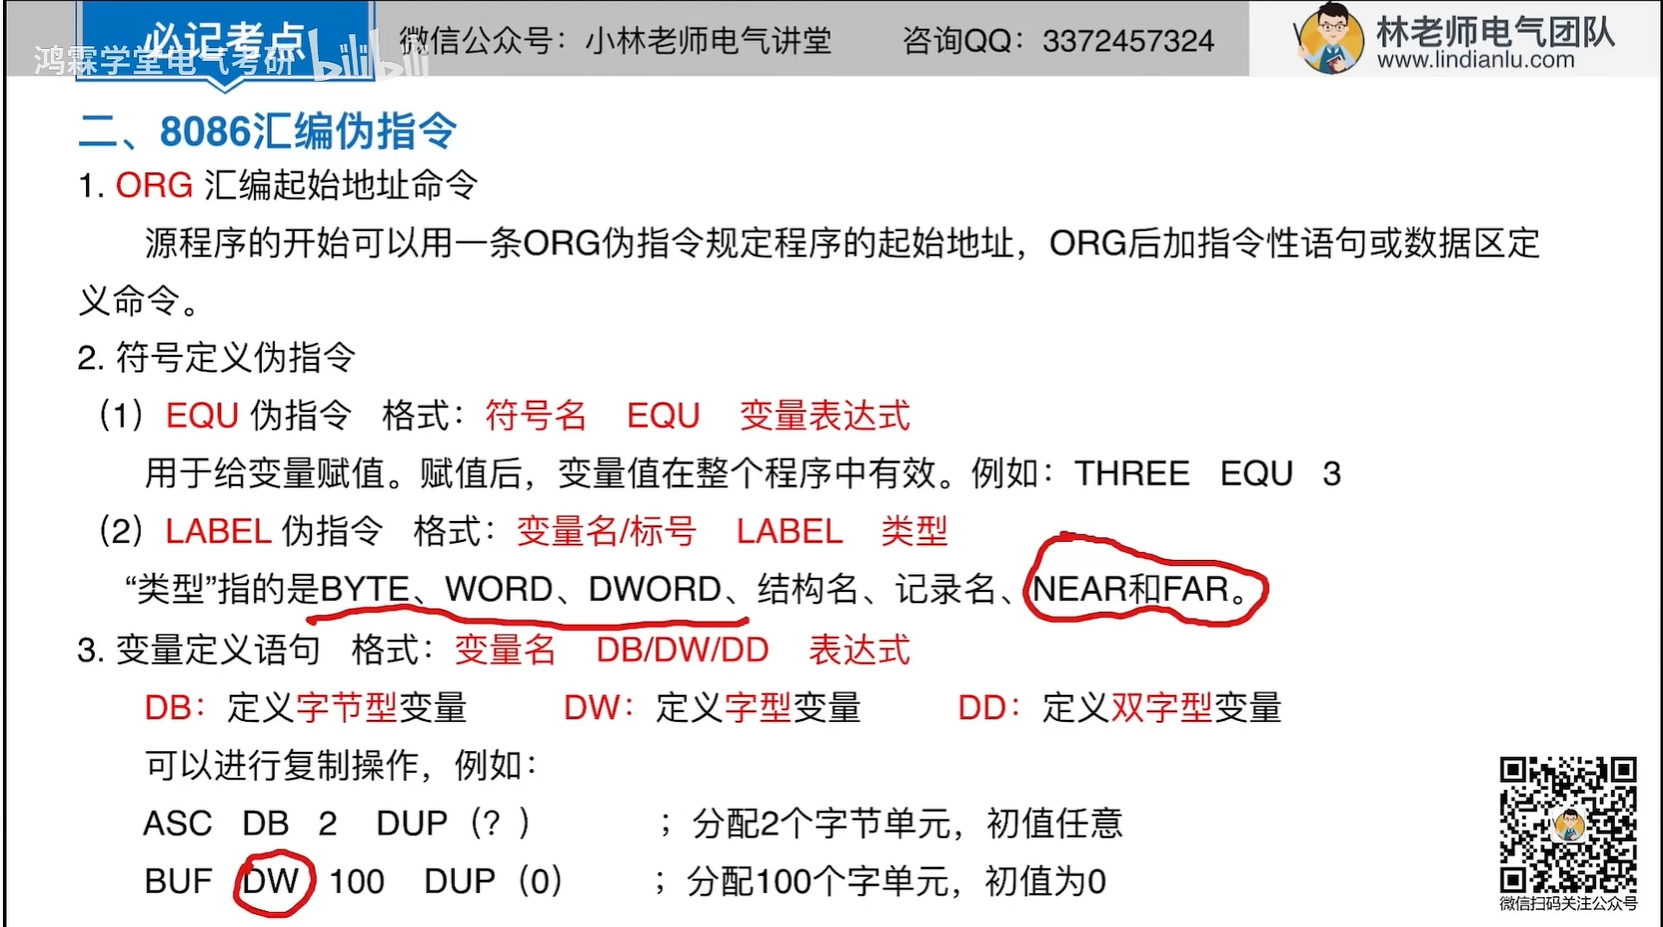 必记考点
鸿霖学堂电气考研 bilibili
微信公众号：小林老师电气讲堂 咨询QQ：3372457324
林老师电气团队
www.lindianlu.com
二、8086汇编伪指令
1. ORG 汇编起始地址命令
源程序的开始可以用一条ORG伪指令规定程序的起始地址，ORG后加指令性语句或数据区定
义命令。
2. 符号定义伪指令
（1）EQU 伪指令 格式：符号名 EQU 变量表达式
用于给变量赋值。赋值后，变量值在整个程序中有效。例如：THREE EQU 3
（2）LABEL 伪指令 格式：变量名/标号 LABEL 类型
“类型”指的是BYTE、WORD、DWORD、结构名、记录名、NEAR和FAR。
3. 变量定义语句 格式：变量名 DB/DW/DD 表达式
DB：定义字节型变量 DW：定义字型变量 DD：定义双字型变量
可以进行复制操作，例如：
ASC DB 2 DUP（？） ；分配2个字节单元，初值任意
BUF DW 100 DUP（0） ；分配100个字单元，初值为0
微信扫码关注公众号